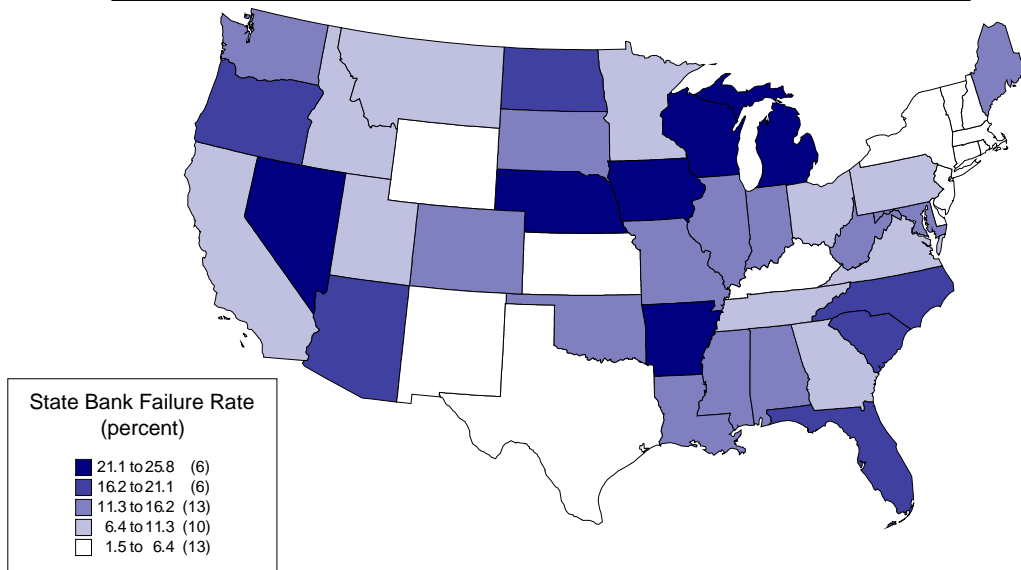 State Bank Failure Rate
(percent)
21.1 to 25.8 (6)
16.2 to 21.1 (6)
11.3 to 16.2 (13)
6.4 to 11.3 (10)
1.5 to 6.4 (13)